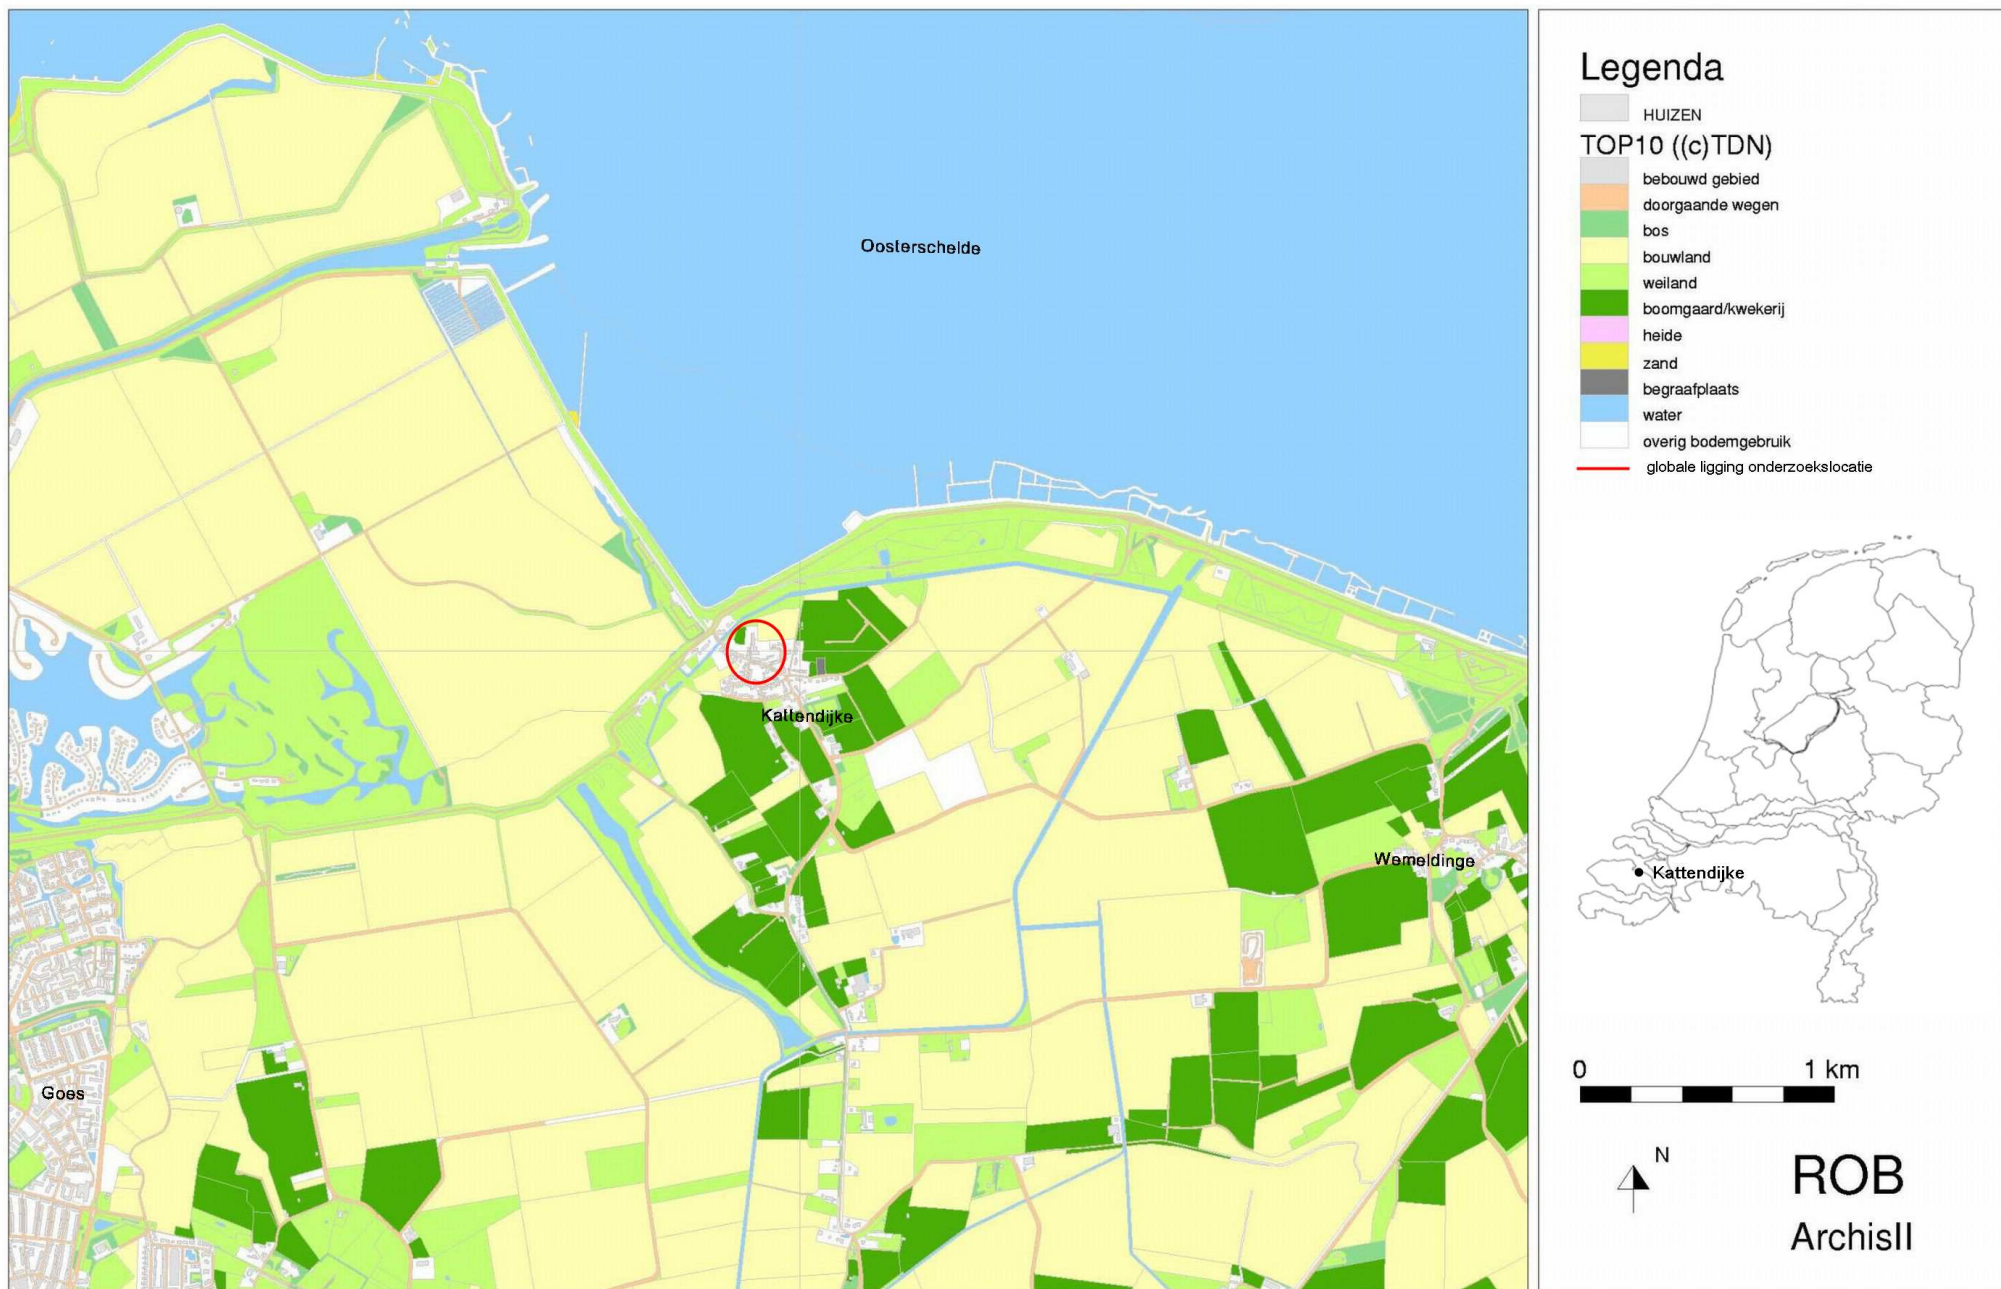 Oosterschelde
Kattendijke
Wemeldinge
Goes
Legenda
HUIZEN
TOP10 ((c)TDN)
bebouwd gebied
doorgaande wegen
bos
bouwland
weiland
boomgaard/kwekerij
heide
zand
begraafplaats
water
overig bodemgebruik
globale ligging onderzoekslocatie
Kattendijke
0 1 km
N
ROB
ArchisII